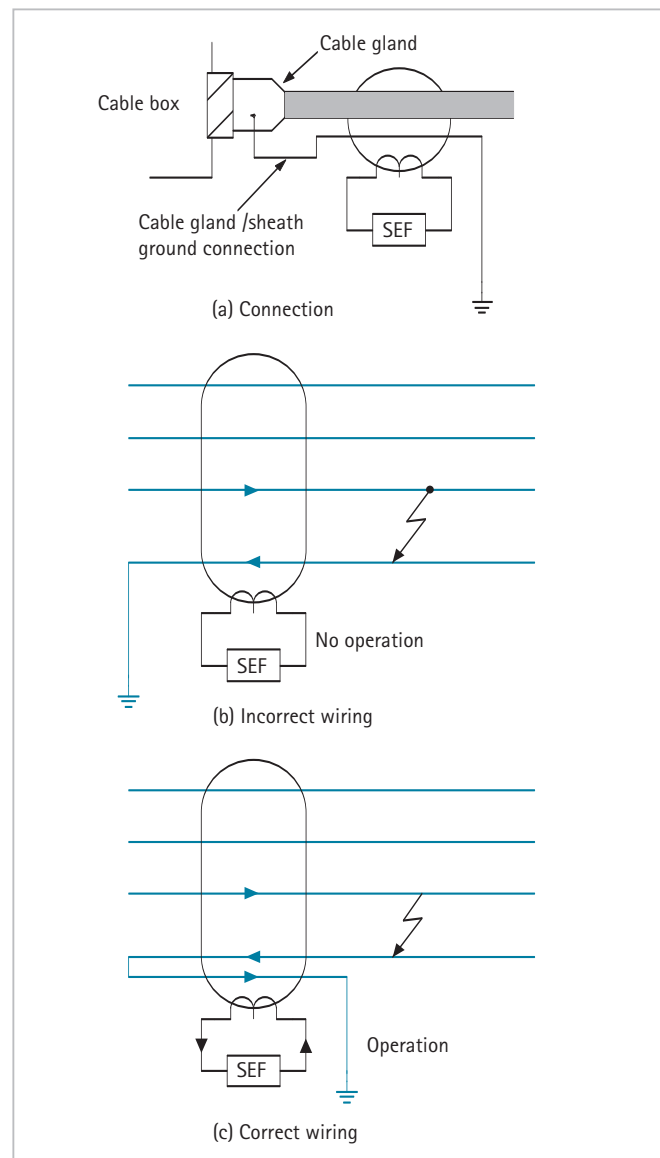 Cable gland
Cable box
Cable gland /sheath
ground connection
SEF
(a) Connection
No operation
SEF
(b) Incorrect wiring
Operation
SEF
(c) Correct wiring